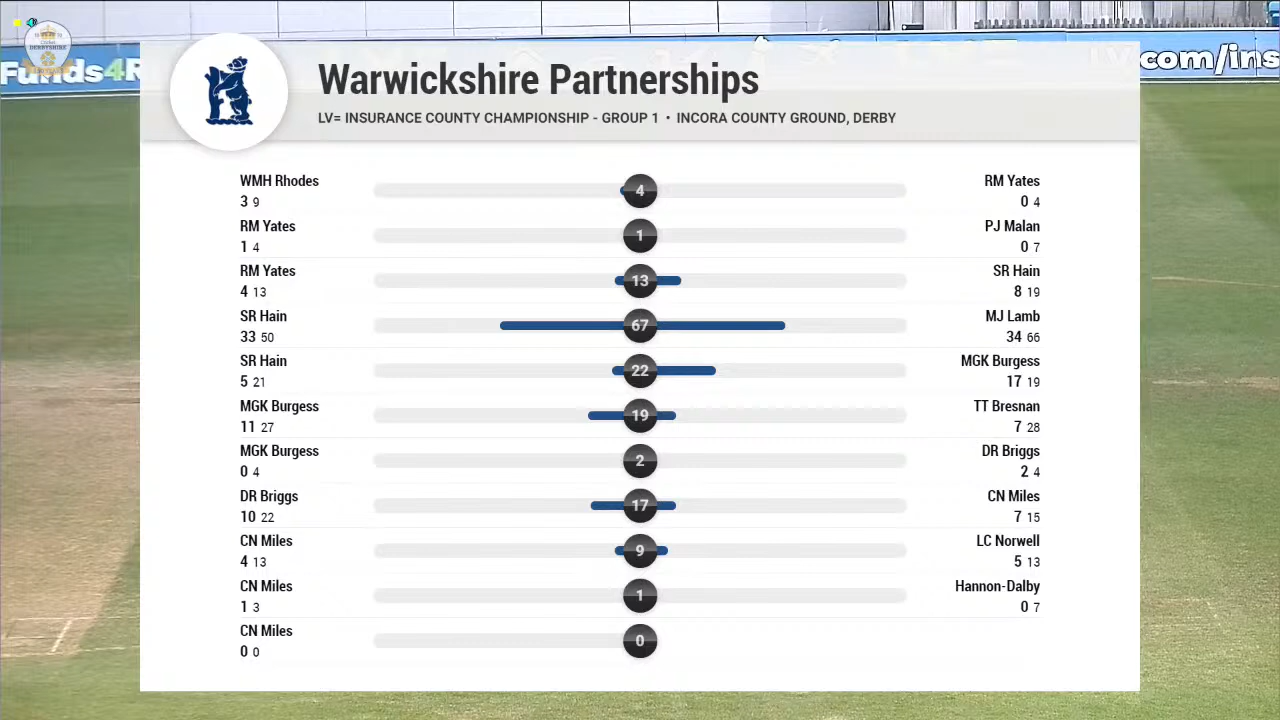 DERBYSHIRE
Funds4R
.com/ins
Warwickshire Partnerships
LV= INSURANCE COUNTY CHAMPIONSHIP - GROUP 1 • INCORA COUNTY GROUND, DERBY
WMH Rhodes 4 RM Yates
3 9 0 4
RM Yates 1 PJ Malan
1 4 0 7
RM Yates 13 SR Hain
4 13 8 19
SR Hain 67 MJ Lamb
33 50 34 66
SR Hain 22 MGK Burgess
5 21 17 19
MGK Burgess 19 TT Bresnan
11 27 7 28
MGK Burgess 2 DR Briggs
0 4 2 4
DR Briggs 17 CN Miles
10 22 7 15
CN Miles 9 LC Norwell
4 13 5 13
CN Miles 1 Hannon-Dalby
1 3 0 7
CN Miles 0
0 0